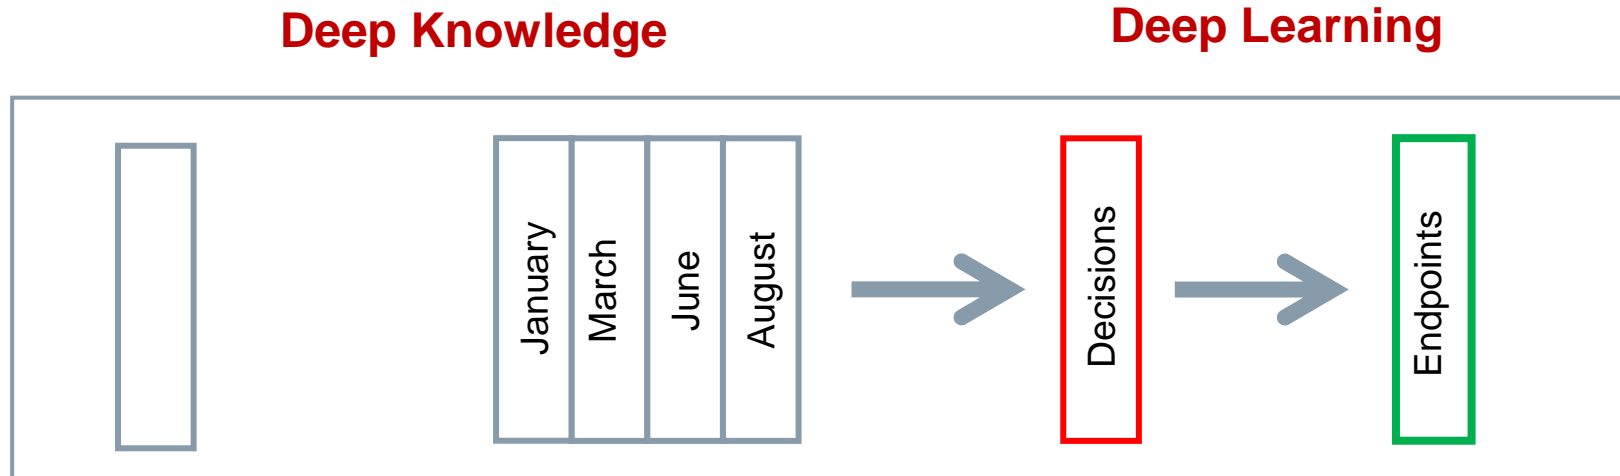 Deep Knowledge
Deep Learning
January
March
June
August
Decisions
Endpoints